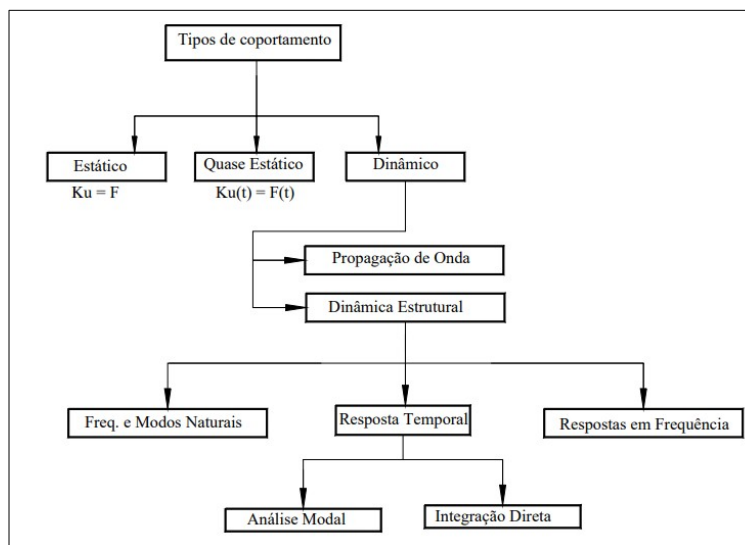 Tipos de coportamento
Estático
Quase Estático
Dinâmico
Ku = F
Ku(t) = F(t)
Propagação de Onda
Dinâmica Estrutural
Freq. e Modos Naturais
Resposta Temporal
Respostas em Frequência
Análise Modal
Integração Direta